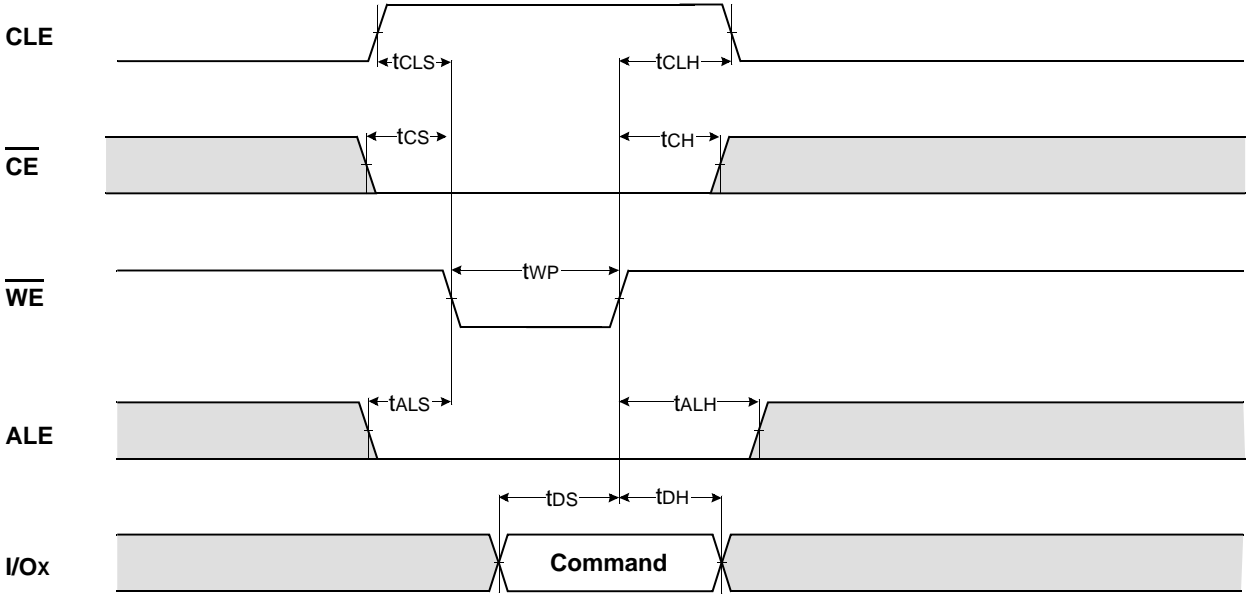 CLE
tCLS
tCLH
CE
tCS
tCH
WE
tWP
ALE
tALS
tALH
tDS
tDH
I/Ox
Command